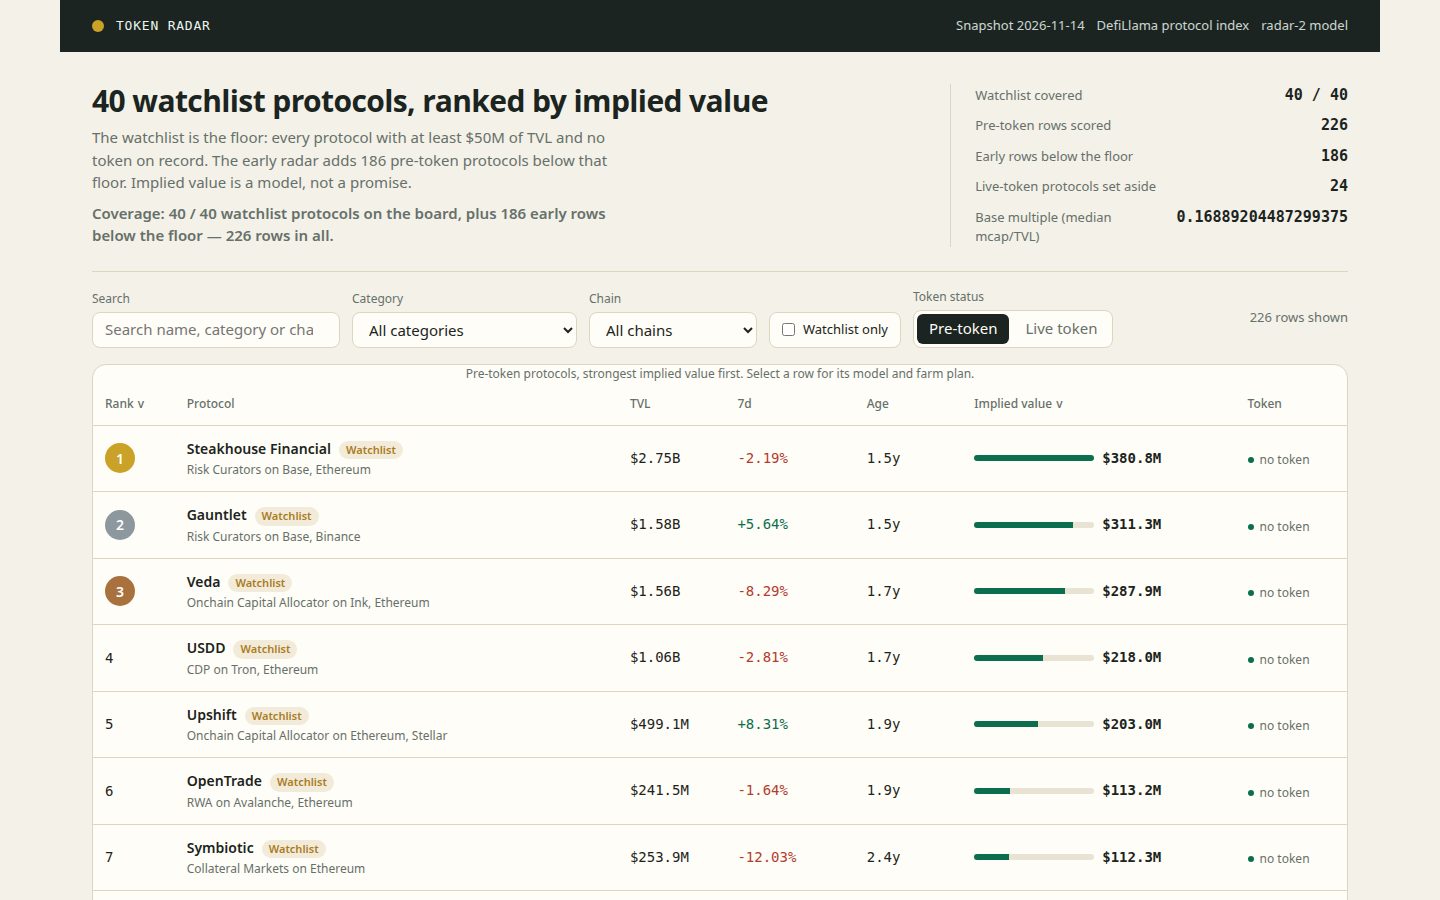 TOKEN RADAR
Snapshot 2026-11-14 DefiLlama protocol index radar-2 model
40 watchlist protocols, ranked by implied value
The watchlist is the floor: every protocol with at least $50M of TVL and no
token on record. The early radar adds 186 pre-token protocols below that
floor. Implied value is a model, not a promise.
Coverage: 40 / 40 watchlist protocols on the board, plus 186 early rows
below the floor — 226 rows in all.
Watchlist covered 40 / 40
Pre-token rows scored 226
Early rows below the floor 186
Live-token protocols set aside 24
Base multiple (median 0.16889204487299375
mcap/TVL)
Search Category Chain Token status
Search name, category or cha All categories All chains Watchlist only Pre-token Live token 226 rows shown
Pre-token protocols, strongest implied value first. Select a row for its model and farm plan.
Rank v Protocol TVL 7d Age Implied value v Token
1 Steakhouse Financial Watchlist $2.75B -2.19% 1.5y $380.8M no token
Risk Curators on Base, Ethereum
2 Gauntlet Watchlist $1.58B +5.64% 1.5y $311.3M no token
Risk Curators on Base, Binance
3 Veda Watchlist $1.56B -8.29% 1.7y $287.9M no token
Onchain Capital Allocator on Ink, Ethereum
4 USDD Watchlist $1.06B -2.81% 1.7y $218.0M no token
CDP on Tron, Ethereum
5 Upshift Watchlist $499.1M +8.31% 1.9y $203.0M no token
Onchain Capital Allocator on Ethereum, Stellar
6 OpenTrade Watchlist $241.5M -1.64% 1.9y $113.2M no token
RWA on Avalanche, Ethereum
7 Symbiotic Watchlist $253.9M -12.03% 2.4y $112.3M no token
Collateral Markets on Ethereum